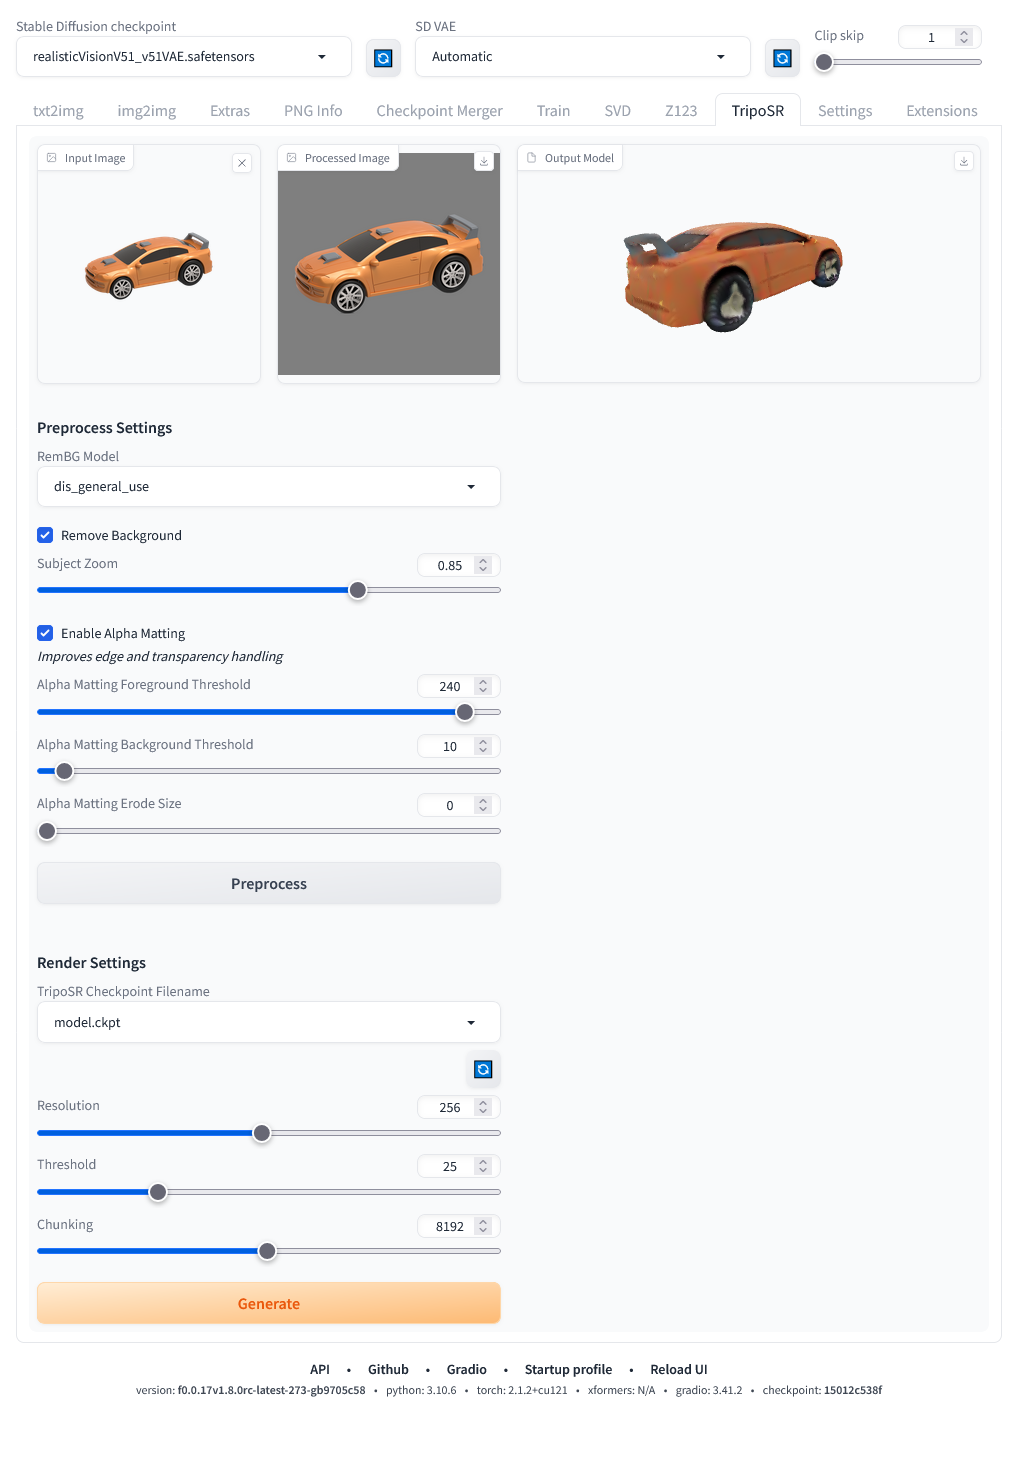 Stable Diffusion checkpoint
realisticVisionV51_v51VAE.safetensors
SD VAE
Automatic
Clip skip
1
txt2img img2img Extras PNG Info Checkpoint Merger Train SVD Z123 TripoSR Settings Extensions
Input Image
Processed Image
Output Model
Preprocess Settings
RemBG Model
dis_general_use
Remove Background
Subject Zoom
0.85
Enable Alpha Matting
Improves edge and transparency handling
Alpha Matting Foreground Threshold
240
Alpha Matting Background Threshold
10
Alpha Matting Erode Size
0
Preprocess
Render Settings
TripoSR Checkpoint Filename
model.ckpt
Resolution
256
Threshold
25
Chunking
8192
Generate
API • Github • Gradio • Startup profile • Reload UI
version: f0.0.17v1.8.0rc-latest-273-gb9705c58 • python: 3.10.6 • torch: 2.1.2+cu121 • xformers: N/A • gradio: 3.41.2 • checkpoint: 15012c538f